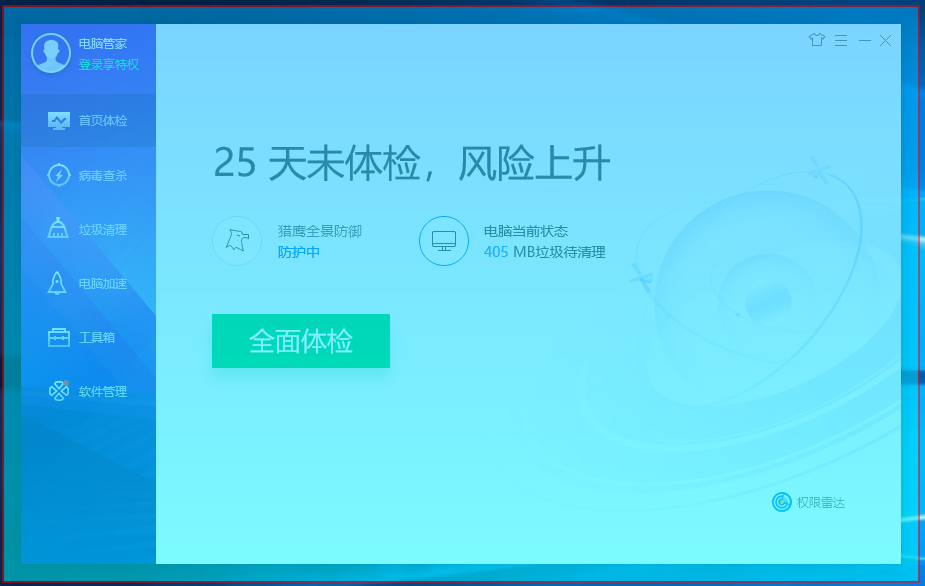 电脑管家
登录享特权
首页体检
病毒查杀
垃圾清理
电脑加速
工具箱
软件管理
25 天未体检，风险上升
猎鹰全景防御
防护中
电脑当前状态
405 MB垃圾待清理
全面体检
权限雷达